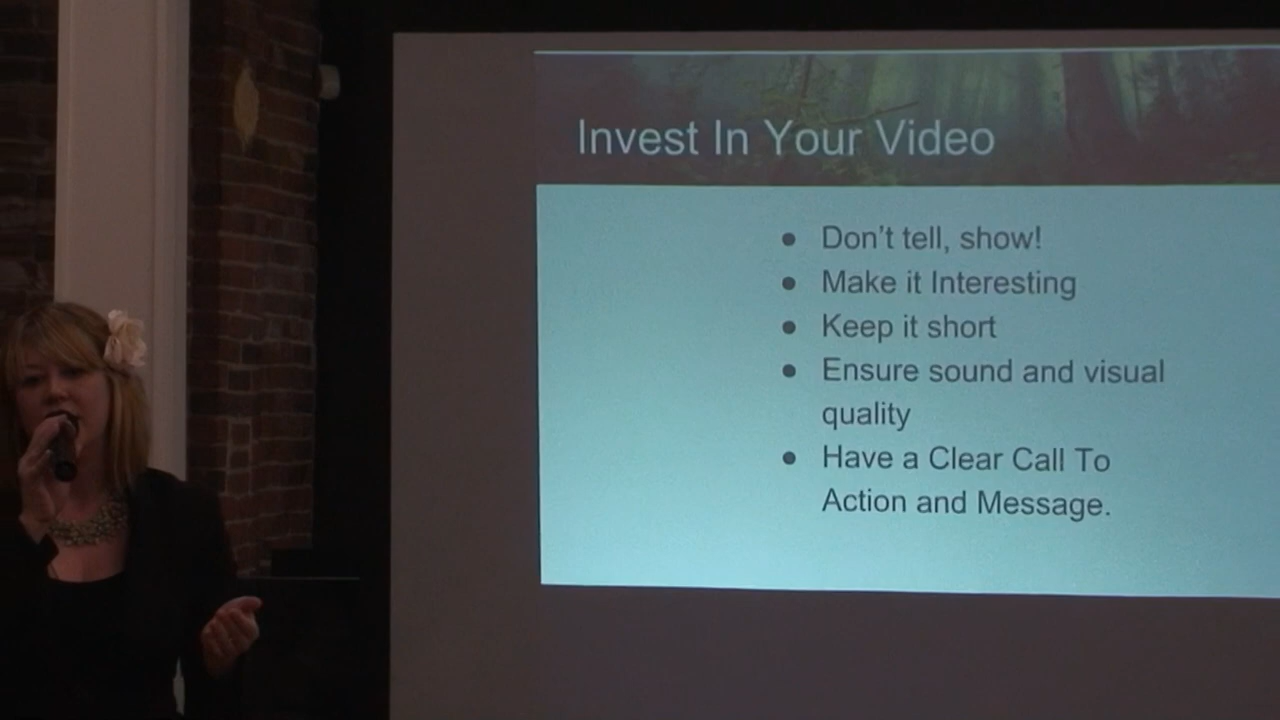 Invest In Your Video
● Don't tell, show!
● Make it Interesting
● Keep it short
● Ensure sound and visual
quality
● Have a Clear Call To
Action and Message.